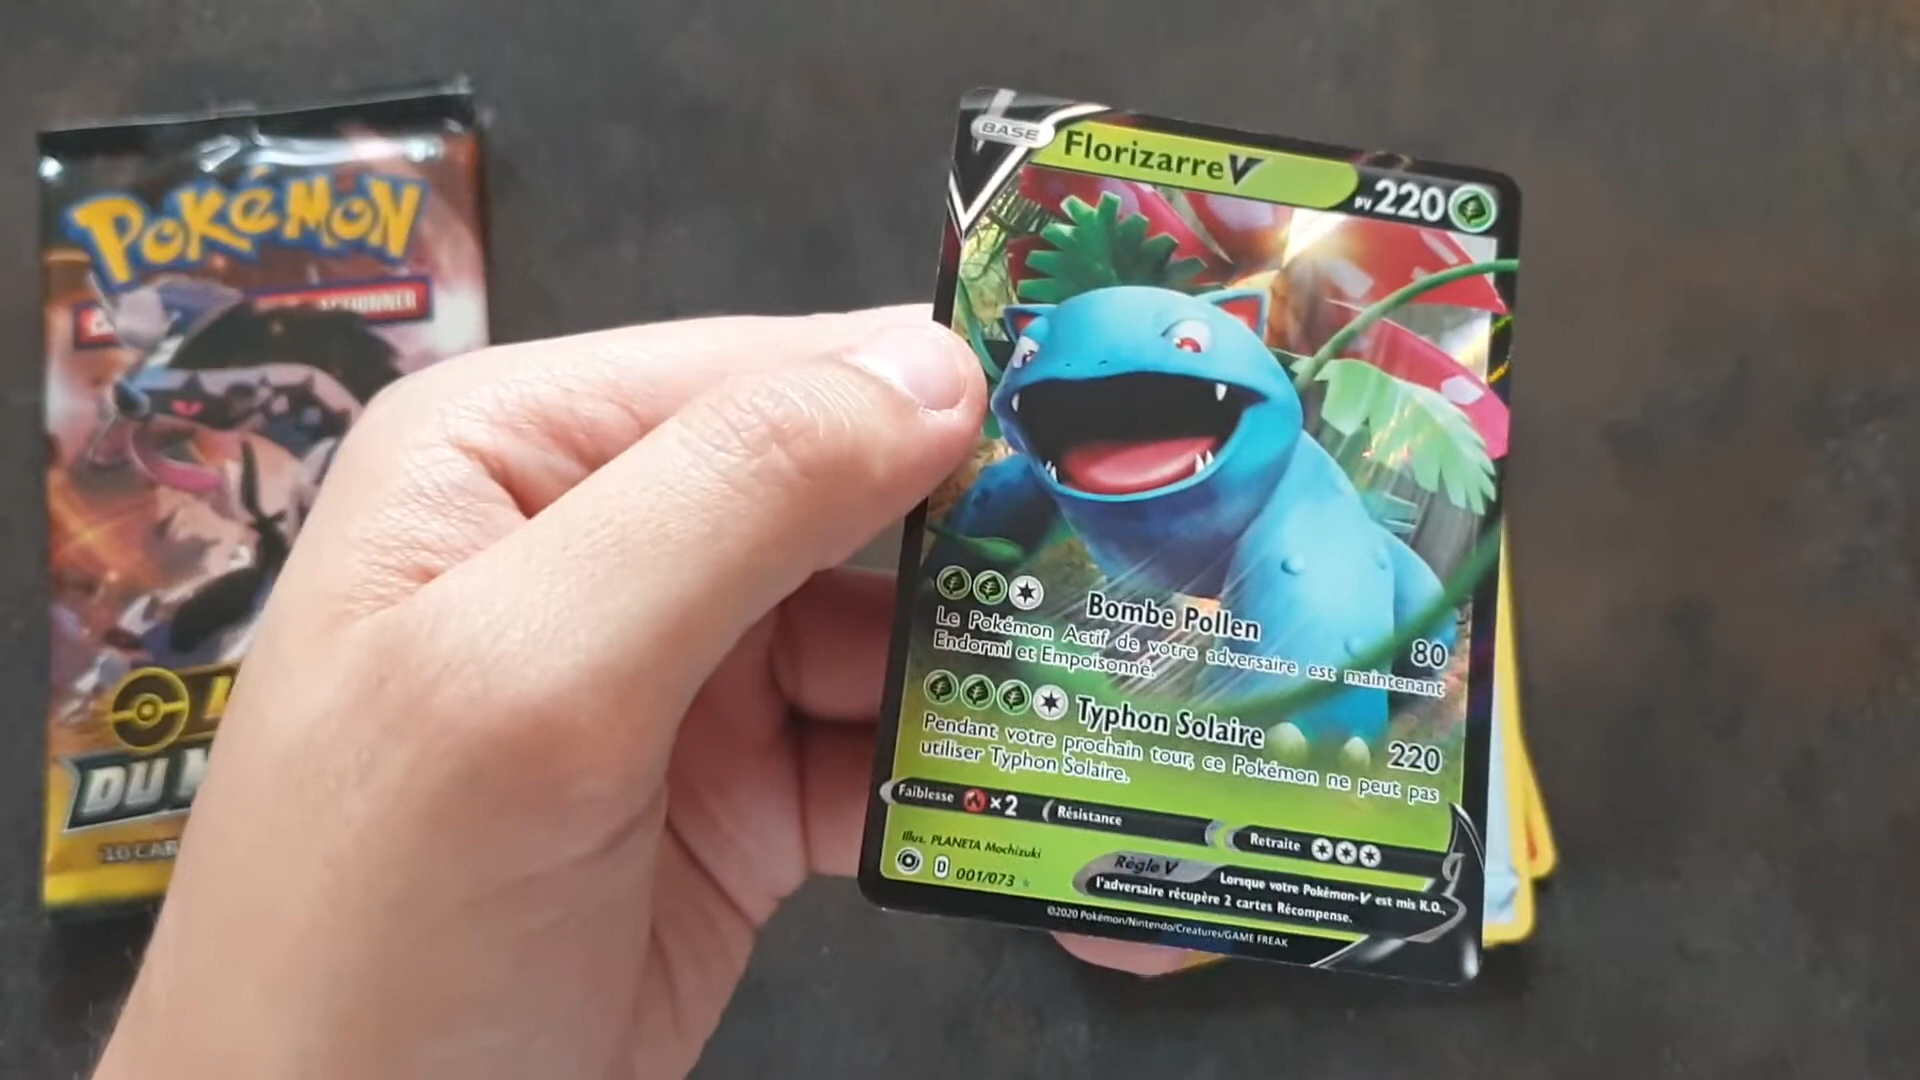 POKÉMON
DU
BASE
Florizarre V
PV 220
Bombe Pollen
80
Le Pokémon Actif de votre adversaire est maintenant
Endormi et Empoisonné.
Typhon Solaire
220
Pendant votre prochain tour, ce Pokémon ne peut pas
utiliser Typhon Solaire.
Faiblesse ×2 Résistance Retraite
Illus. PLANETA Mochizuki
D 001/073
Règle V Lorsque votre Pokémon-V est mis K.O.,
l'adversaire récupère 2 cartes Récompense.
©2020 Pokémon/Nintendo/Creatures/GAME FREAK